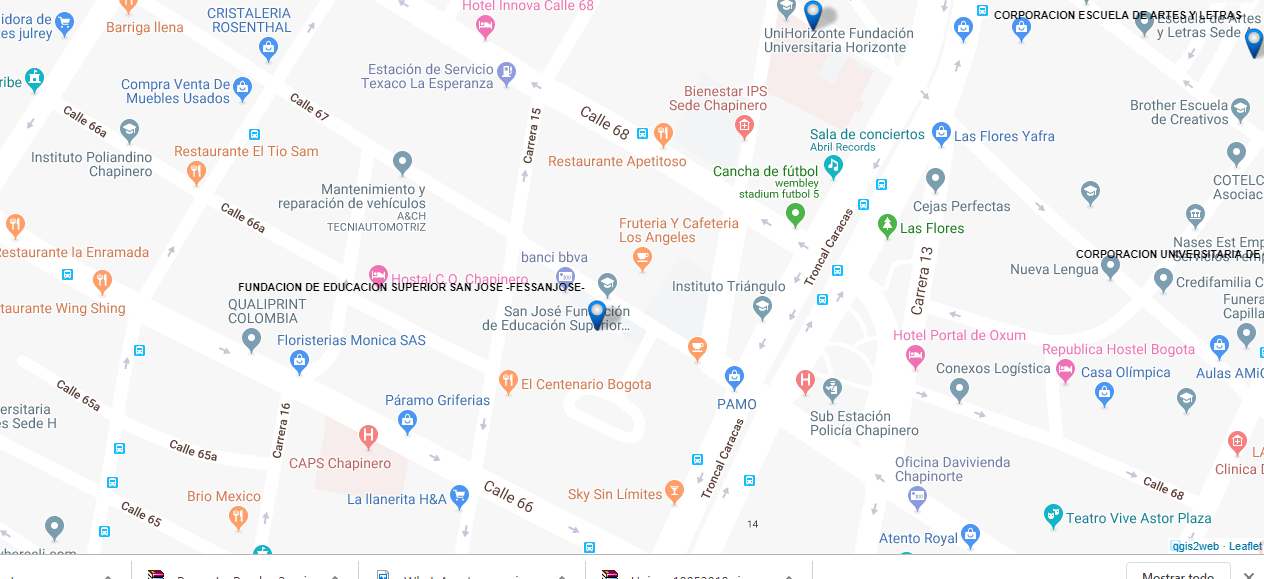 Hotel Innova Calle 68
CRISTALERIA
ROSENTHAL
idora de
es julrey
Barriga llena
CORPORACION ESCUELA DE ARTES Y LETRAS
Escuela de Artes
y Letras Sede
UniHorizonte Fundación
Universitaria Horizonte
Estación de Servicio
Texaco La Esperanza
ribe
Compra Venta De
Muebles Usados
Calle 67
Bienestar IPS
Sede Chapinero
Calle 66a
Carrera 15
Calle 68
Brother Escuela
de Creativos
Sala de conciertos
Abril Records
Las Flores Yafra
Instituto Poliandino
Chapinero
Restaurante El Tio Sam
Restaurante Apetitoso
Cancha de fútbol
wembley
stadium futbol 5
COTELC
Asociac
Mantenimiento y
reparación de vehículos
A&CH
TECNIAUTOMOTRIZ
Cejas Perfectas
Calle 66a
Fruteria Y Cafeteria
Los Angeles
Troncal Caracas
Las Flores
Nases Est Emp
Servicios Temp
CORPORACION UNIVERSITARIA DE
Restaurante la Enramada
banci bbva
Carrera 13
Nueva Lengua
Hostal C.Q. Chapinero
FUNDACION DE EDUCACION SUPERIOR SAN JOSE -FESSANJOSE-
Instituto Triángulo
Credifamilia C
taurante Wing Shing
QUALIPRINT
COLOMBIA
San José Fundación
de Educación Superior...
Funera
Capilla
Floristerias Monica SAS
Hotel Portal de Oxum
Republica Hostel Bogota
Conexos Logística
Casa Olímpica
Aulas AMiG
Calle 65a
El Centenario Bogota
Páramo Griferias
PAMO
ersitaria
es Sede H
Carrera 16
Sub Estación
Policía Chapinero
Calle 65a
CAPS Chapinero
Troncal Caracas
LA
Clinica D
Oficina Davivienda
Chapinorte
Calle 66
Calle 68
Brio Mexico
La llanerita H&A
Sky Sin Límites
Calle 65
14
Teatro Vive Astor Plaza
Atento Royal
qgis2web · Leaflet
Mostrar todo